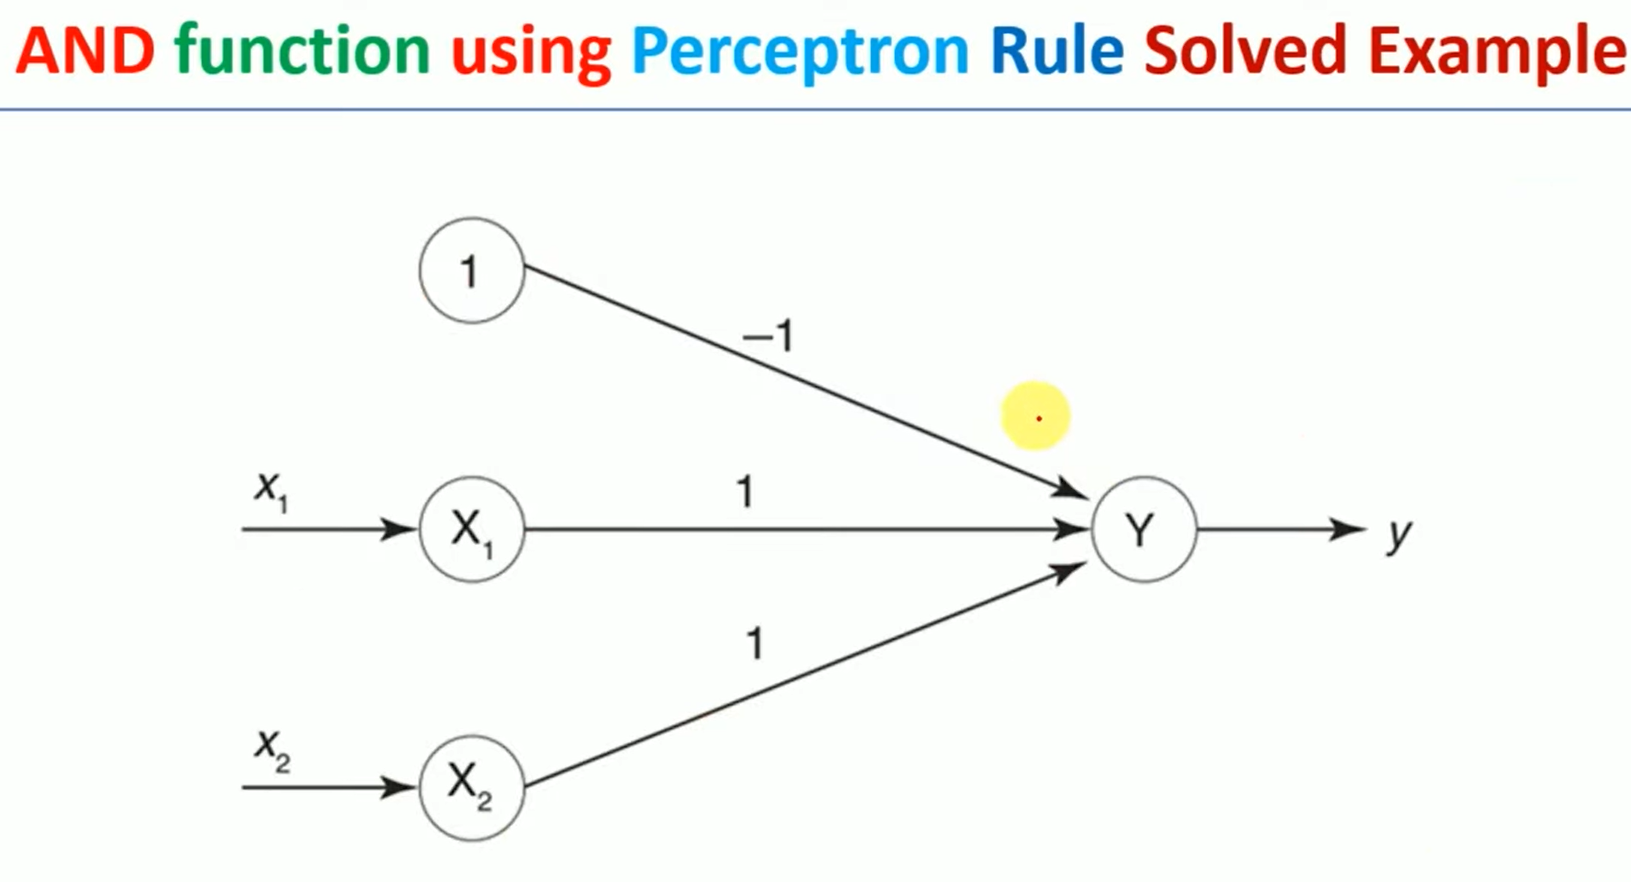 AND function using Perceptron Rule Solved Example
1
–1
x₁
X₁
1
Y
y
1
x₂
X₂